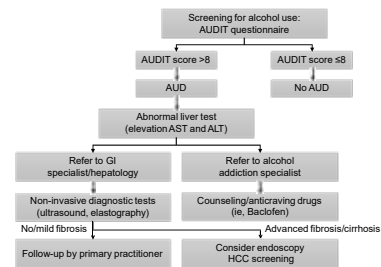 Screening for alcohol use:
AUDIT questionnaire
AUDIT score >8
AUDIT score ≤8
AUD
No AUD
Abnormal liver test
(elevation AST and ALT)
Refer to GI
specialist/hepatology
Refer to alcohol
addiction specialist
Non-invasive diagnostic tests
(ultrasound, elastography)
Counseling/anticraving drugs
(ie, Baclofen)
No/mild fibrosis
Advanced fibrosis/cirrhosis
Follow-up by primary practitioner
Consider endoscopy
HCC screening